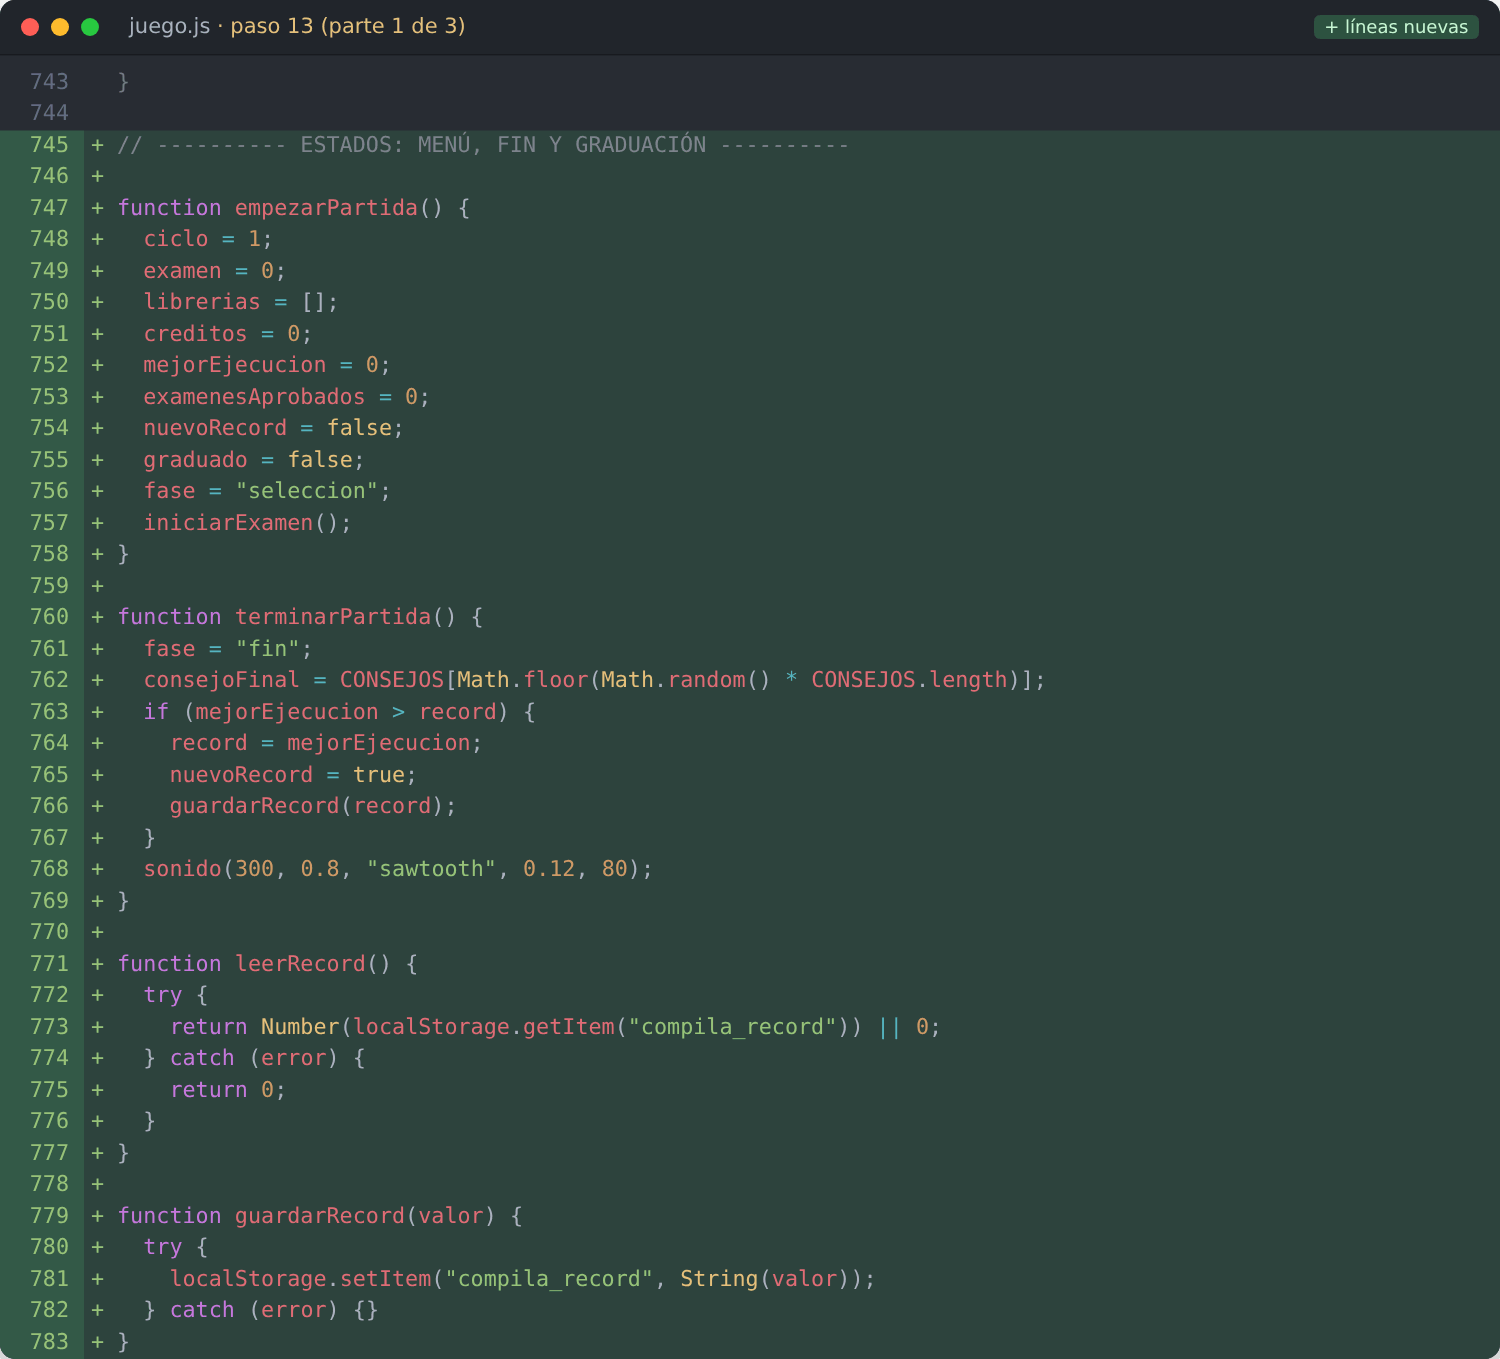 juego.js · paso 13 (parte 1 de 3)
+ líneas nuevas
743 }
744
745 + // ---------- ESTADOS: MENÚ, FIN Y GRADUACIÓN ----------
746 +
747 + function empezarPartida() {
748 +   ciclo = 1;
749 +   examen = 0;
750 +   librerias = [];
751 +   creditos = 0;
752 +   mejorEjecucion = 0;
753 +   examenesAprobados = 0;
754 +   nuevoRecord = false;
755 +   graduado = false;
756 +   fase = "seleccion";
757 +   iniciarExamen();
758 + }
759 +
760 + function terminarPartida() {
761 +   fase = "fin";
762 +   consejoFinal = CONSEJOS[Math.floor(Math.random() * CONSEJOS.length)];
763 +   if (mejorEjecucion > record) {
764 +     record = mejorEjecucion;
765 +     nuevoRecord = true;
766 +     guardarRecord(record);
767 +   }
768 +   sonido(300, 0.8, "sawtooth", 0.12, 80);
769 + }
770 +
771 + function leerRecord() {
772 +   try {
773 +     return Number(localStorage.getItem("compila_record")) || 0;
774 +   } catch (error) {
775 +     return 0;
776 +   }
777 + }
778 +
779 + function guardarRecord(valor) {
780 +   try {
781 +     localStorage.setItem("compila_record", String(valor));
782 +   } catch (error) {}
783 + }